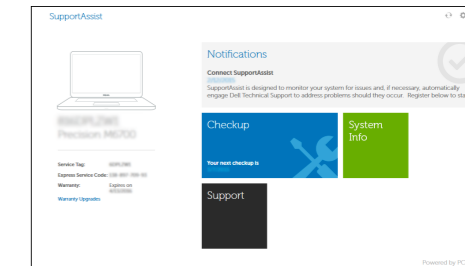 SupportAssist
Notifications
Connect SupportAssist
SupportAssist is designed to monitor your system for issues and, if necessary, automatically
engage Dell Technical Support to address problems should they occur. Register below to sta
Precision M6700
Checkup
Your next checkup is
System
Info
Service Tag:
Express Service Code:
Warranty: Expires on
Warranty Upgrades
Support
Powered by PC